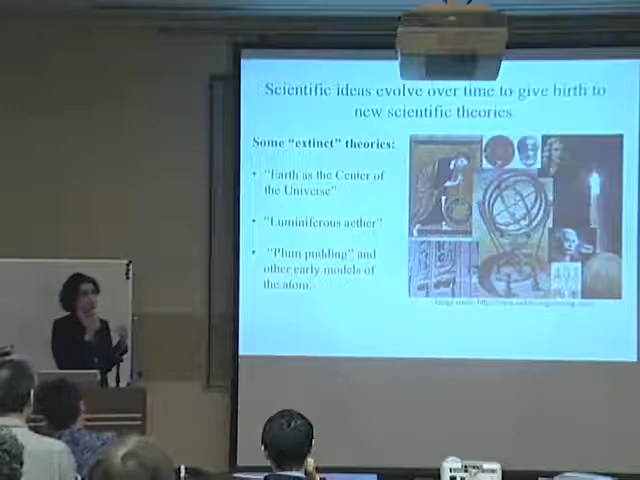 Scientific ideas evolve over time to give birth to
new scientific theories
Some "extinct" theories:
• "Earth as the Center of
the Universe"
• "Luminiferous aether"
• "Plum pudding" and
other early models of
the atom.